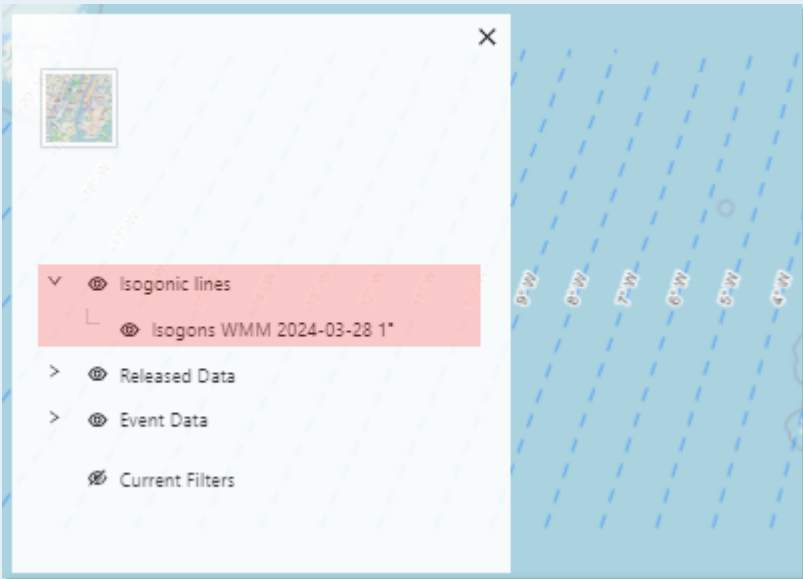 Isogonic lines
Isogons WMM 2024-03-28 1°
Released Data
Event Data
Current Filters
9° W
8° W
7° W
6° W
5° W
4° W